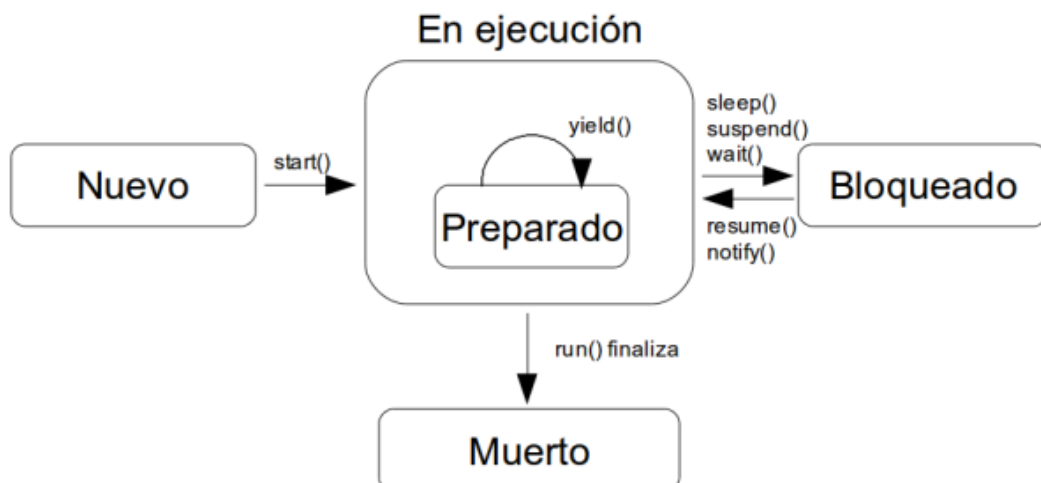 En ejecución
sleep()
suspend()
wait()
yield()
start()
Nuevo
Preparado
Bloqueado
resume()
notify()
run() finaliza
Muerto